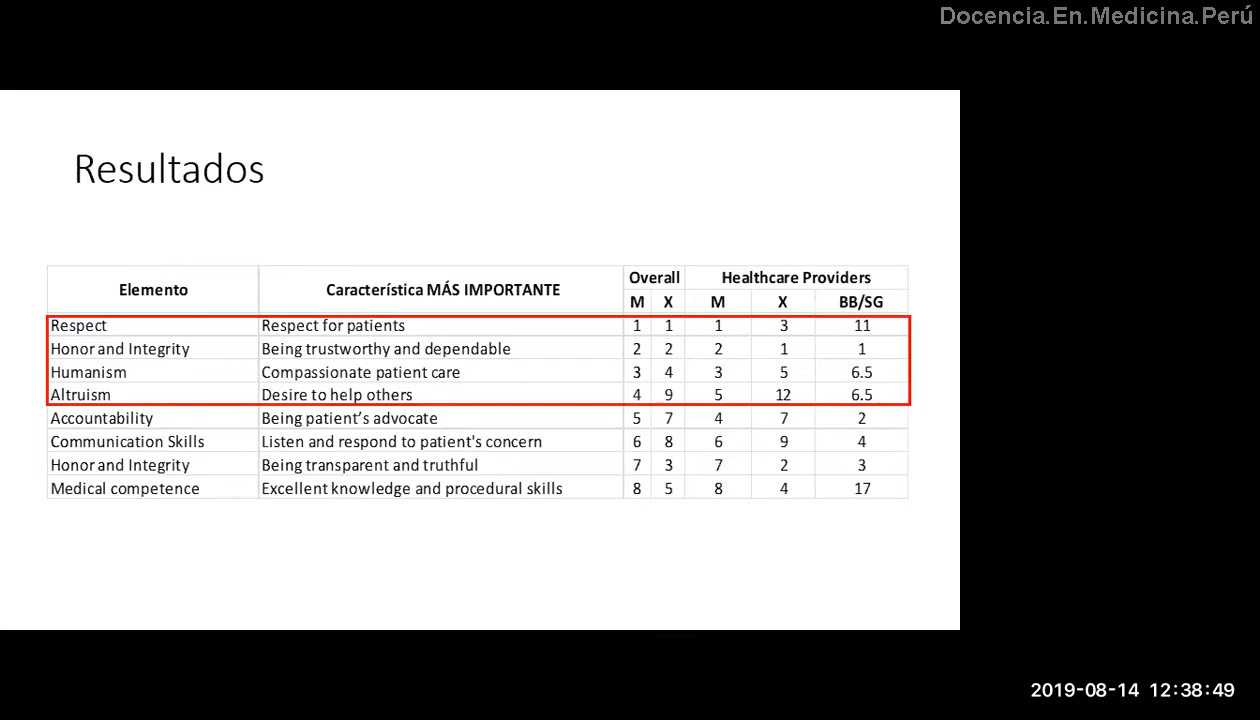 Docencia.En.Medicina.Perú
Resultados
Elemento Característica MÁS IMPORTANTE Overall Healthcare Providers
M X M X BB/SG
Respect Respect for patients 1 1 1 3 11
Honor and Integrity Being trustworthy and dependable 2 2 2 1 1
Humanism Compassionate patient care 3 4 3 5 6.5
Altruism Desire to help others 4 9 5 12 6.5
Accountability Being patient’s advocate 5 7 4 7 2
Communication Skills Listen and respond to patient's concern 6 8 6 9 4
Honor and Integrity Being transparent and truthful 7 3 7 2 3
Medical competence Excellent knowledge and procedural skills 8 5 8 4 17
2019-08-14 12:38:49